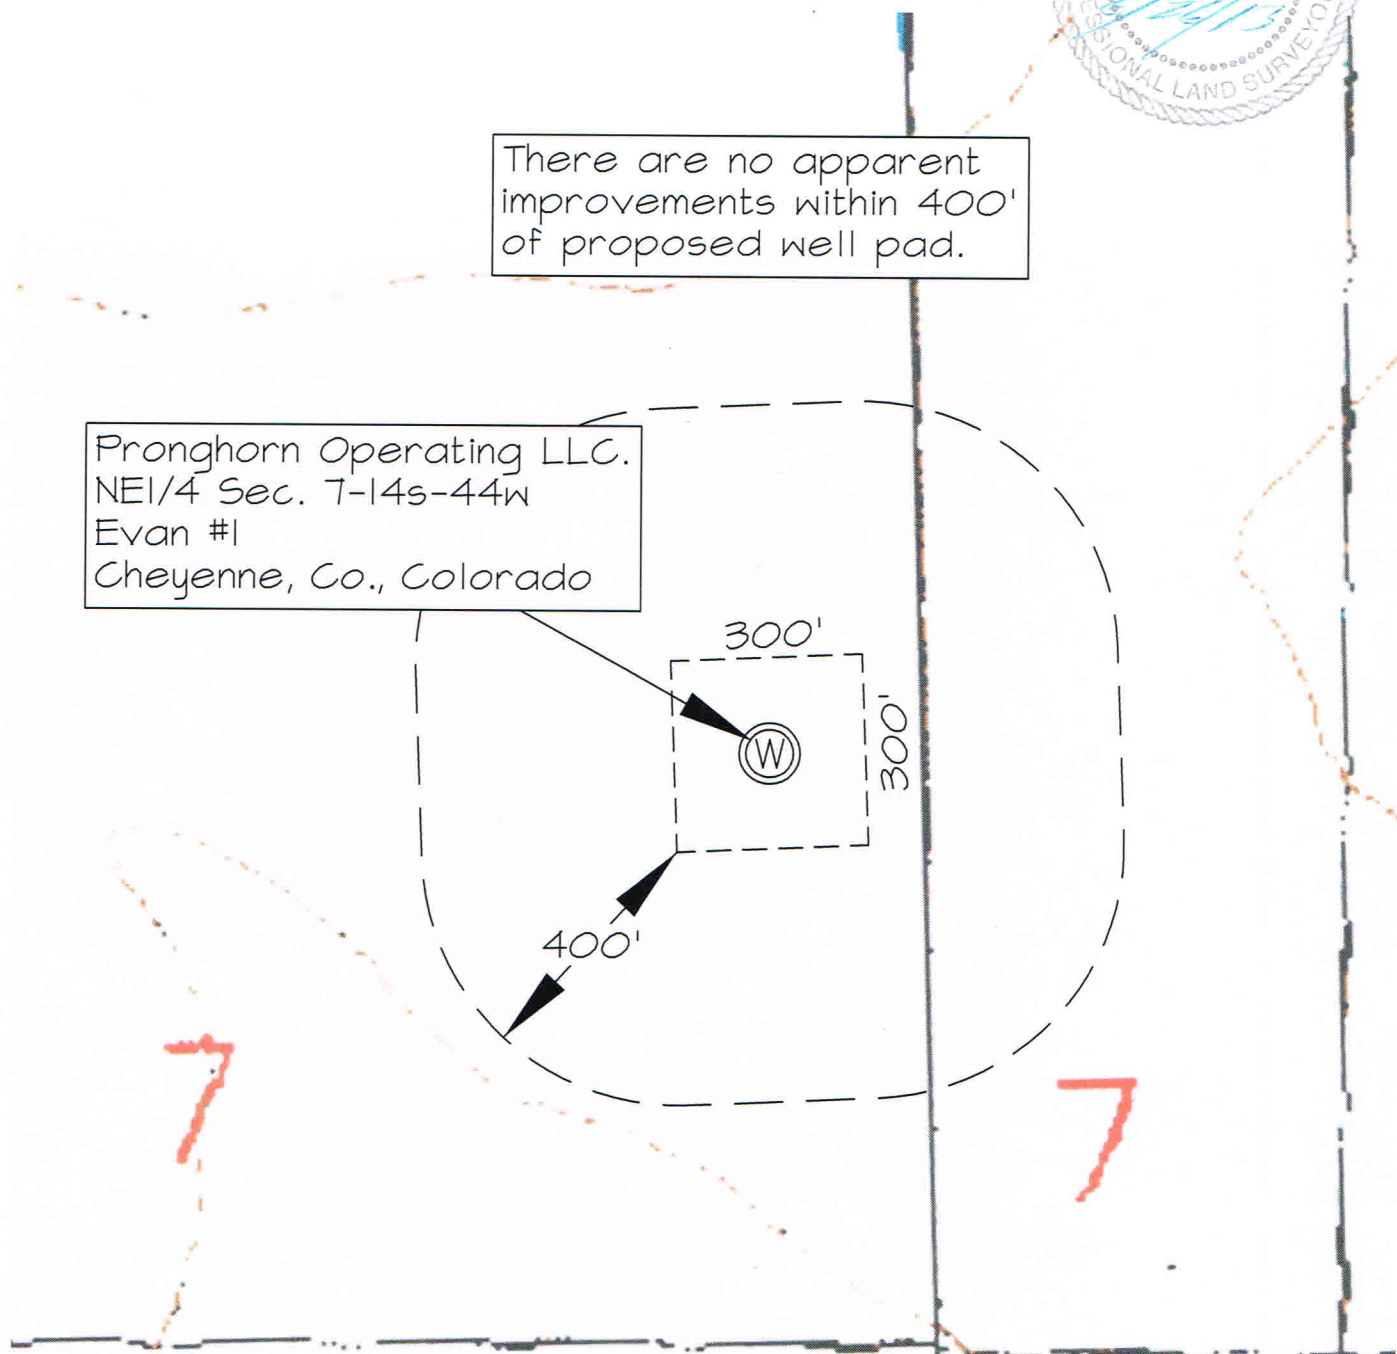 ESSIONAL LAND SURVEYO
There are no apparent
improvements within 400'
of proposed well pad.
Pronghorn Operating LLC.
NE1/4 Sec. 7-14s-44w
Evan #1
Cheyenne, Co., Colorado
300'
300'
W
400'
7
7